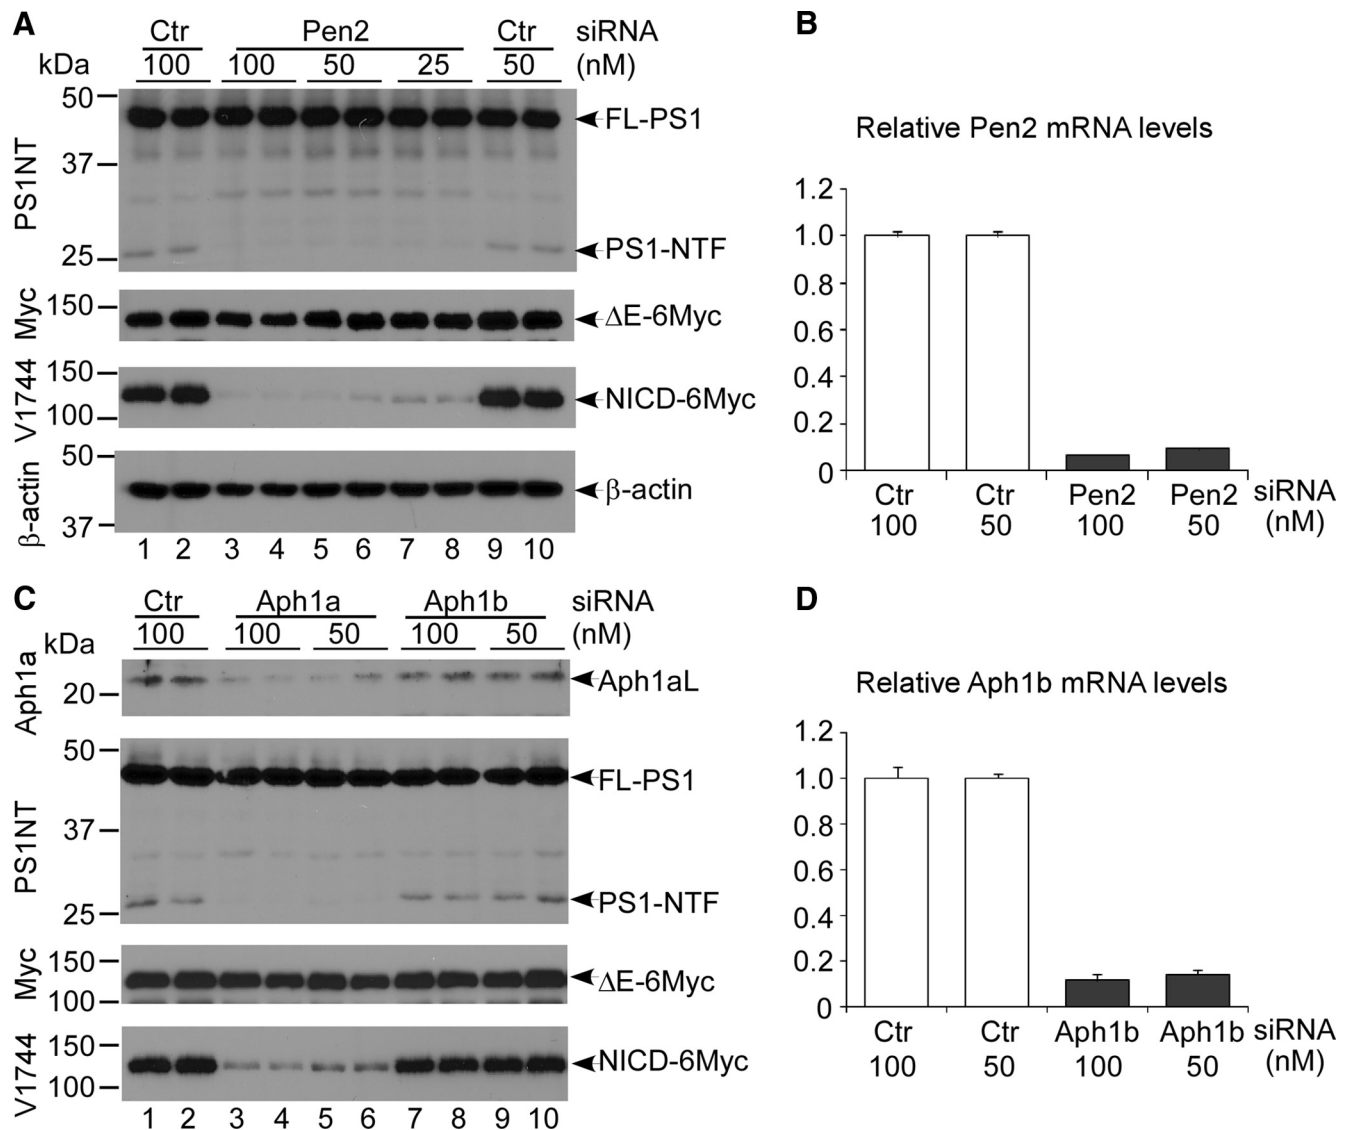 A
Ctr Pen2 Ctr siRNA
kDa 100 100 50 25 50 (nM)
PS1NT
50
37
25
FL-PS1
PS1-NTF
Myc
150
ΔE-6Myc
V1744
150
100
NICD-6Myc
β-actin
50
37
β-actin
1 2 3 4 5 6 7 8 9 10
B
Relative Pen2 mRNA levels
1.2
1.0
0.8
0.6
0.4
0.2
0
Ctr Ctr Pen2 Pen2 siRNA
100 50 100 50 (nM)
C
Ctr Aph1a Aph1b siRNA
kDa 100 100 50 100 50 (nM)
Aph1a
20
Aph1aL
PS1NT
50
37
25
FL-PS1
PS1-NTF
Myc
150
100
ΔE-6Myc
V1744
150
100
NICD-6Myc
1 2 3 4 5 6 7 8 9 10
D
Relative Aph1b mRNA levels
1.2
1.0
0.8
0.6
0.4
0.2
0
Ctr Ctr Aph1b Aph1b siRNA
100 50 100 50 (nM)